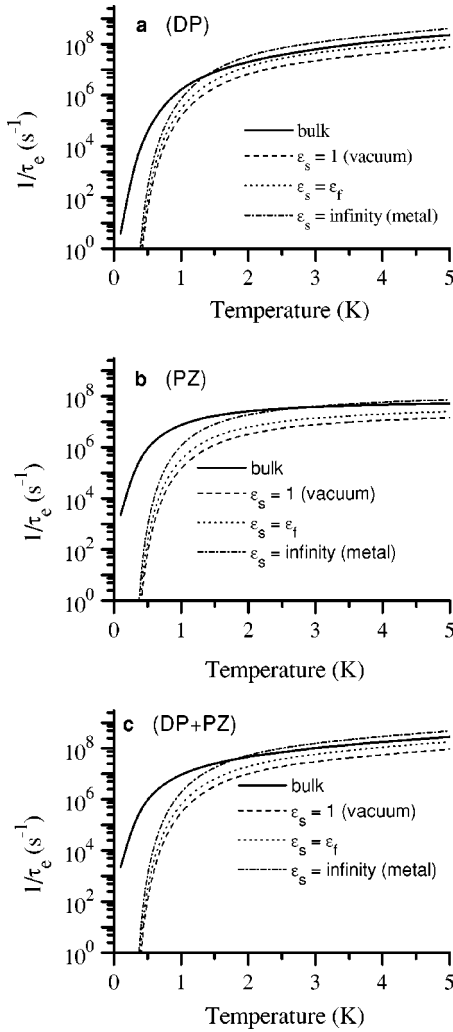 a (DP)
10^8
10^6
10^4
10^2
10^0
1/τ_e (s^-1)
bulk
ε_s = 1 (vacuum)
ε_s = ε_f
ε_s = infinity (metal)
0 1 2 3 4 5
Temperature (K)
b (PZ)
10^8
10^6
10^4
10^2
10^0
1/τ_e (s^-1)
bulk
ε_s = 1 (vacuum)
ε_s = ε_f
ε_s = infinity (metal)
0 1 2 3 4 5
Temperature (K)
c (DP+PZ)
10^8
10^6
10^4
10^2
10^0
1/τ_e (s^-1)
bulk
ε_s = 1 (vacuum)
ε_s = ε_f
ε_s = infinity (metal)
0 1 2 3 4 5
Temperature (K)